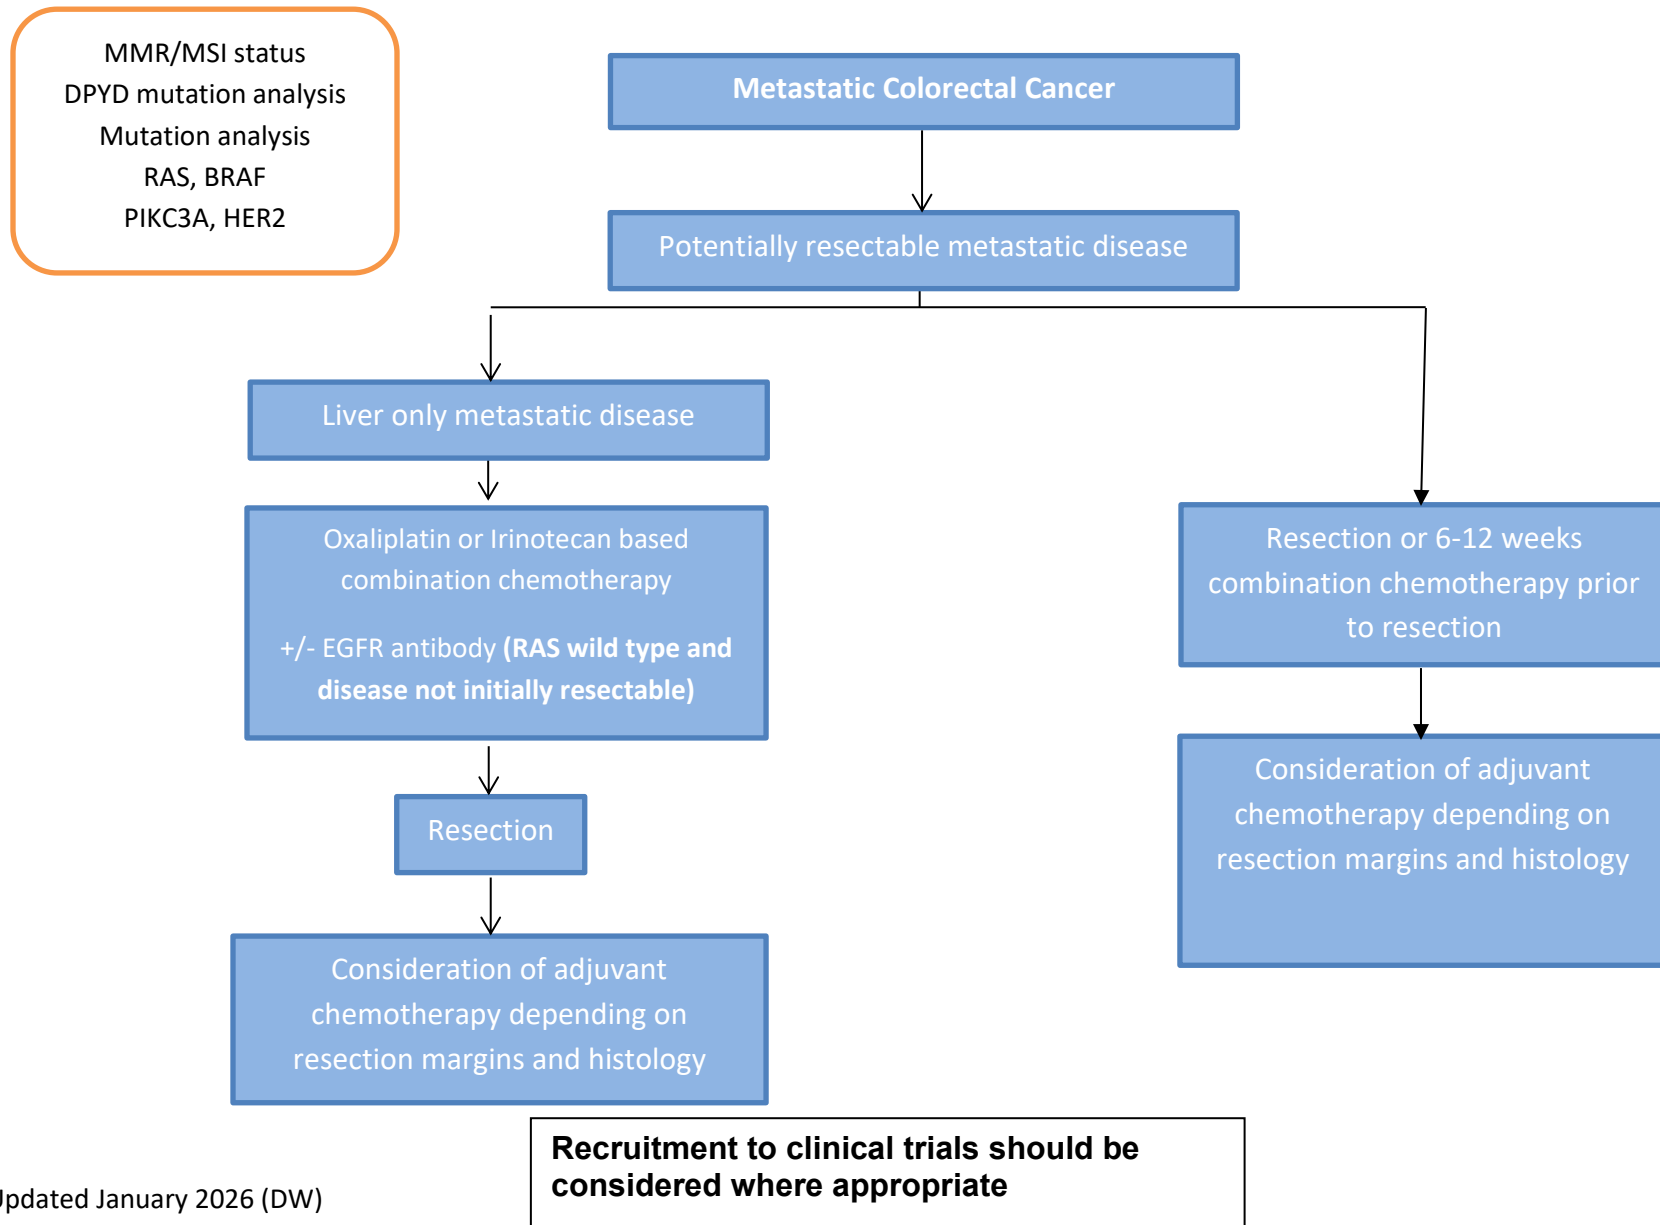 MMR/MSI status
DPYD mutation analysis
Mutation analysis
RAS, BRAF
PIKC3A, HER2
Metastatic Colorectal Cancer
Potentially resectable metastatic disease
Liver only metastatic disease
Oxaliplatin or Irinotecan based
combination chemotherapy
+/- EGFR antibody (RAS wild type and
disease not initially resectable)
Resection
Consideration of adjuvant
chemotherapy depending on
resection margins and histology
Resection or 6-12 weeks
combination chemotherapy prior
to resection
Consideration of adjuvant
chemotherapy depending on
resection margins and histology
Recruitment to clinical trials should be
considered where appropriate
Updated January 2026 (DW)